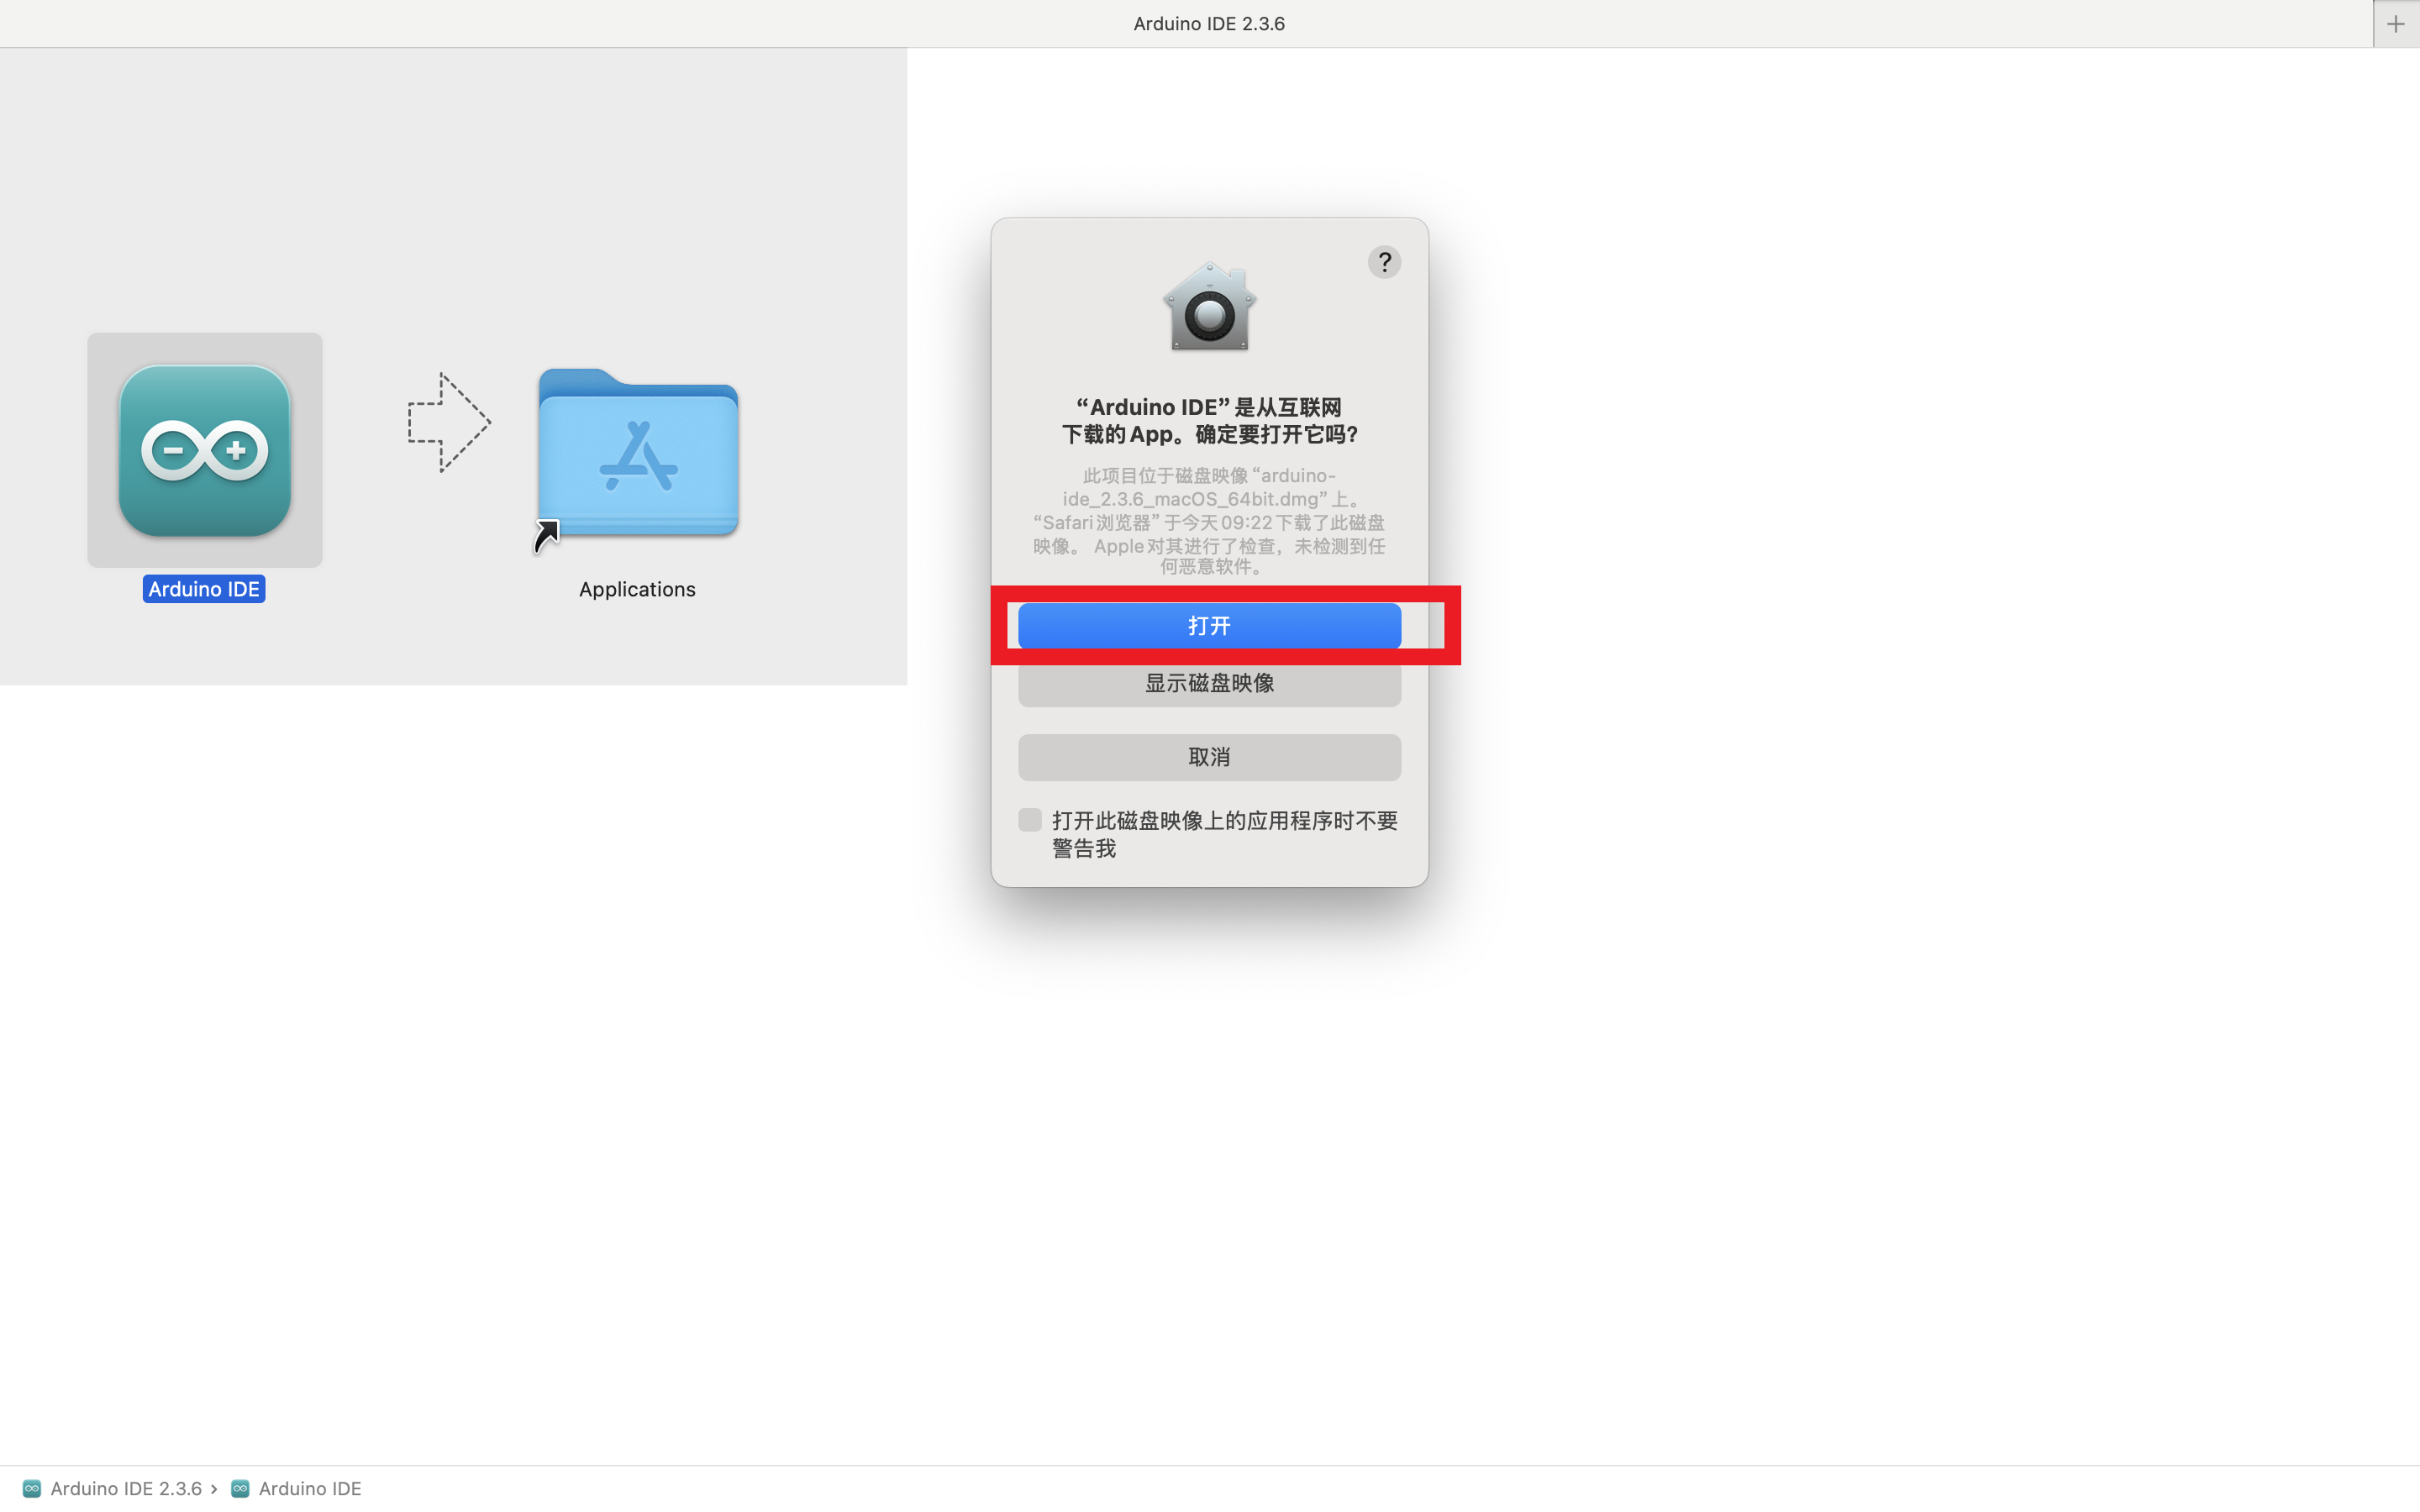 Arduino IDE 2.3.6
Arduino IDE
Applications
?
“Arduino IDE”是从互联网
下载的 App。确定要打开它吗?
此项目位于磁盘映像“arduino-
ide_2.3.6_macOS_64bit.dmg”上。
“Safari浏览器”于今天09:22下载了此磁盘
映像。 Apple对其进行了检查，未检测到任
何恶意软件。
打开
显示磁盘映像
取消
打开此磁盘映像上的应用程序时不要
警告我
Arduino IDE 2.3.6 › Arduino IDE